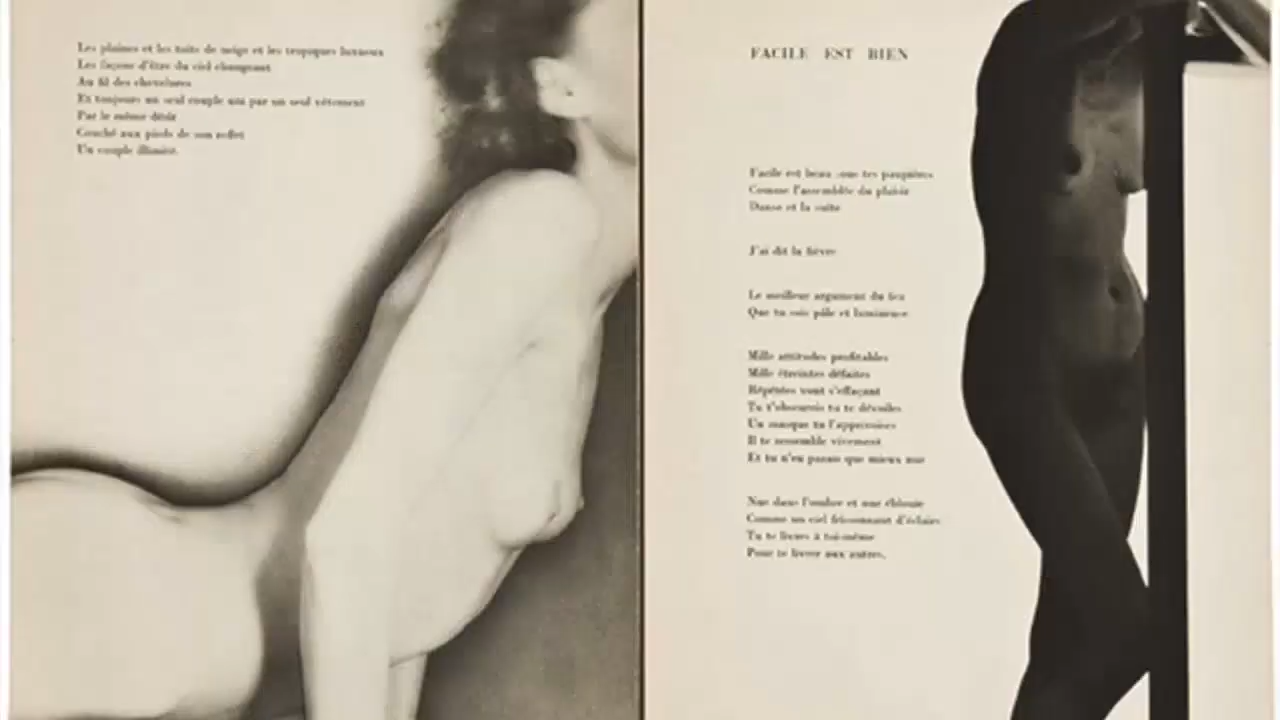 Les plaines et les toits de neige et les tropiques luxueux
Les façons d'être du ciel changeant
Au fil des chevelures
Et toujours un seul couple uni par un seul vêtement
Par le même désir
Couché aux pieds de son reflet
Un couple illimité.
FACILE EST BIEN
Facile est beau sous tes paupières
Comme l'assemblée du plaisir
Danse et la suite
J'ai dit la fièvre
Le meilleur argument du feu
Que tu sois pâle et lumineuse
Mille attitudes profitables
Mille étreintes défaites
Répétées vont s'effaçant
Tu t'obscurcis tu te dévoiles
Un masque tu l'apprivoises
Il te ressemble vivement
Et tu n'en parais que mieux nue
Nue dans l'ombre et nue éblouie
Comme un ciel frissonnant d'éclairs
Tu te livres à toi-même
Pour te livrer aux autres.